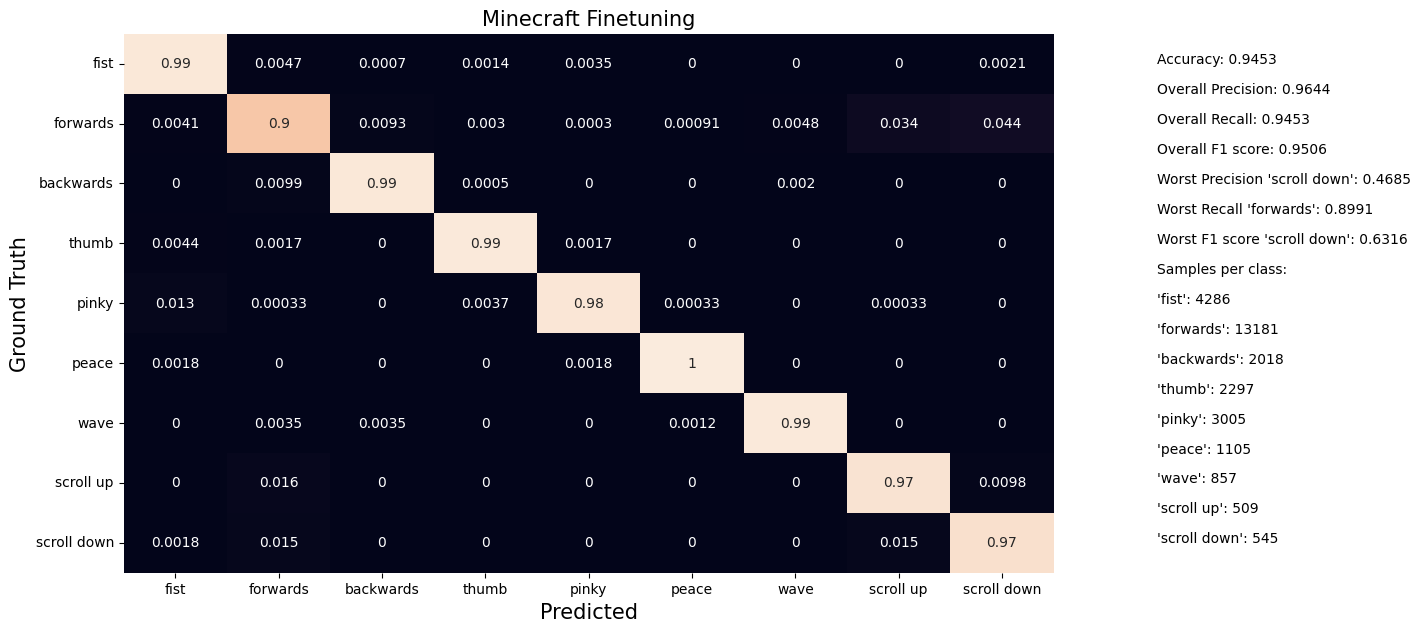 Minecraft Finetuning
fist 0.99 0.0047 0.0007 0.0014 0.0035 0 0 0 0.0021
forwards 0.0041 0.9 0.0093 0.003 0.0003 0.00091 0.0048 0.034 0.044
backwards 0 0.0099 0.99 0.0005 0 0 0.002 0 0
thumb 0.0044 0.0017 0 0.99 0.0017 0 0 0 0
pinky 0.013 0.00033 0 0.0037 0.98 0.00033 0 0.00033 0
peace 0.0018 0 0 0 0.0018 1 0 0 0
wave 0 0.0035 0.0035 0 0 0.0012 0.99 0 0
scroll up 0 0.016 0 0 0 0 0 0.97 0.0098
scroll down 0.0018 0.015 0 0 0 0 0 0.015 0.97
fist forwards backwards thumb pinky peace wave scroll up scroll down
Ground Truth
Predicted
Accuracy: 0.9453
Overall Precision: 0.9644
Overall Recall: 0.9453
Overall F1 score: 0.9506
Worst Precision 'scroll down': 0.4685
Worst Recall 'forwards': 0.8991
Worst F1 score 'scroll down': 0.6316
Samples per class:
'fist': 4286
'forwards': 13181
'backwards': 2018
'thumb': 2297
'pinky': 3005
'peace': 1105
'wave': 857
'scroll up': 509
'scroll down': 545